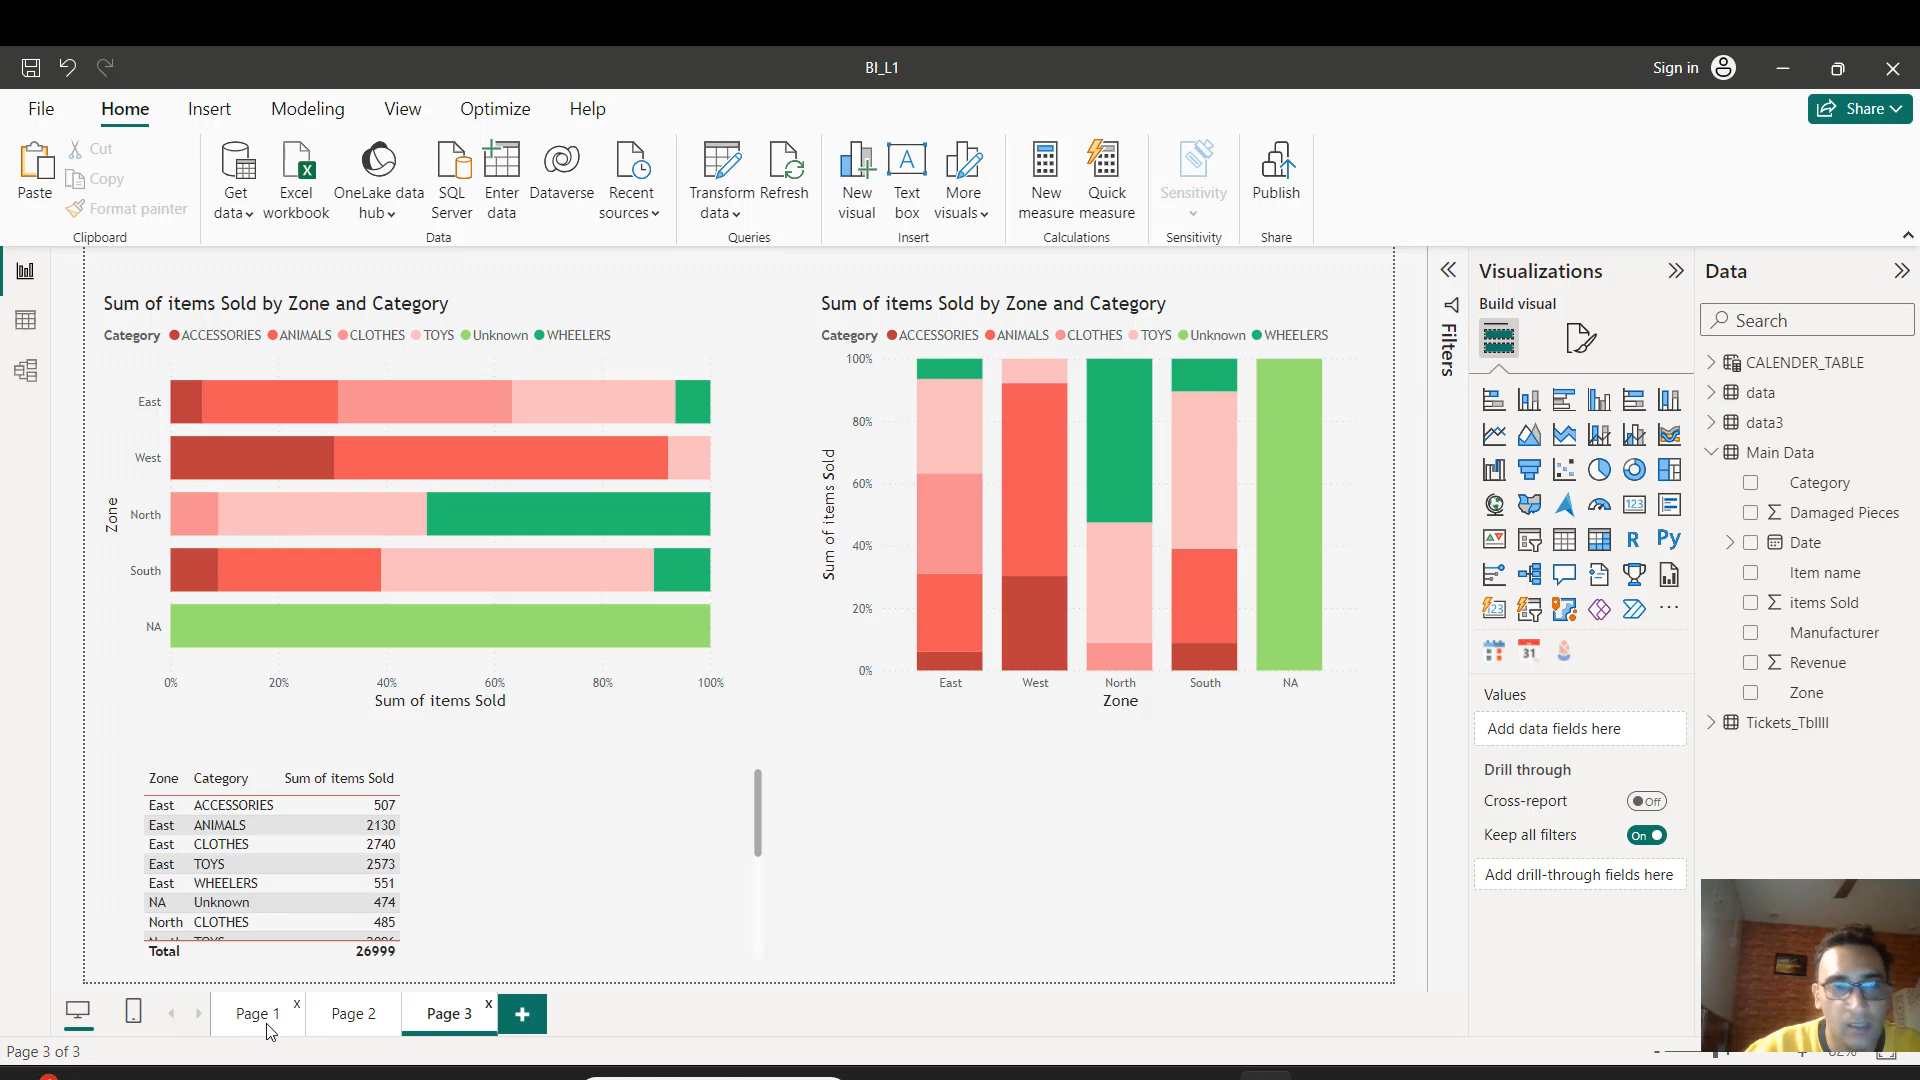 BI_L1
Sign in
File Home Insert Modeling View Optimize Help
Share
Paste
Cut
Copy
Format painter
Clipboard
Get data
Excel workbook
OneLake data hub
SQL Server
Enter data
Dataverse
Recent sources
Data
Transform data
Refresh
Queries
New visual
A
Text box
More visuals
Insert
New measure
Quick measure
Calculations
Sensitivity
Sensitivity
Publish
Share
Sum of items Sold by Zone and Category
Category ACCESSORIES ANIMALS CLOTHES TOYS Unknown WHEELERS
Zone
East
West
North
South
NA
0% 20% 40% 60% 80% 100%
Sum of items Sold
Sum of items Sold by Zone and Category
Category ACCESSORIES ANIMALS CLOTHES TOYS Unknown WHEELERS
Sum of items Sold
100%
80%
60%
40%
20%
0%
East West North South NA
Zone
Zone Category Sum of items Sold
East ACCESSORIES 507
East ANIMALS 2130
East CLOTHES 2740
East TOYS 2573
East WHEELERS 551
NA Unknown 474
North CLOTHES 485
Total 26999
Filters
Visualizations
Build visual
123
R
Py
123
31
Values
Add data fields here
Drill through
Cross-report
Off
Keep all filters
On
Add drill-through fields here
Data
Search
CALENDER_TABLE
data
data3
Main Data
Category
Damaged Pieces
Date
Item name
items Sold
Manufacturer
Revenue
Zone
Tickets_Tbllll
Page 1 x
Page 2
Page 3 x
+
Page 3 of 3